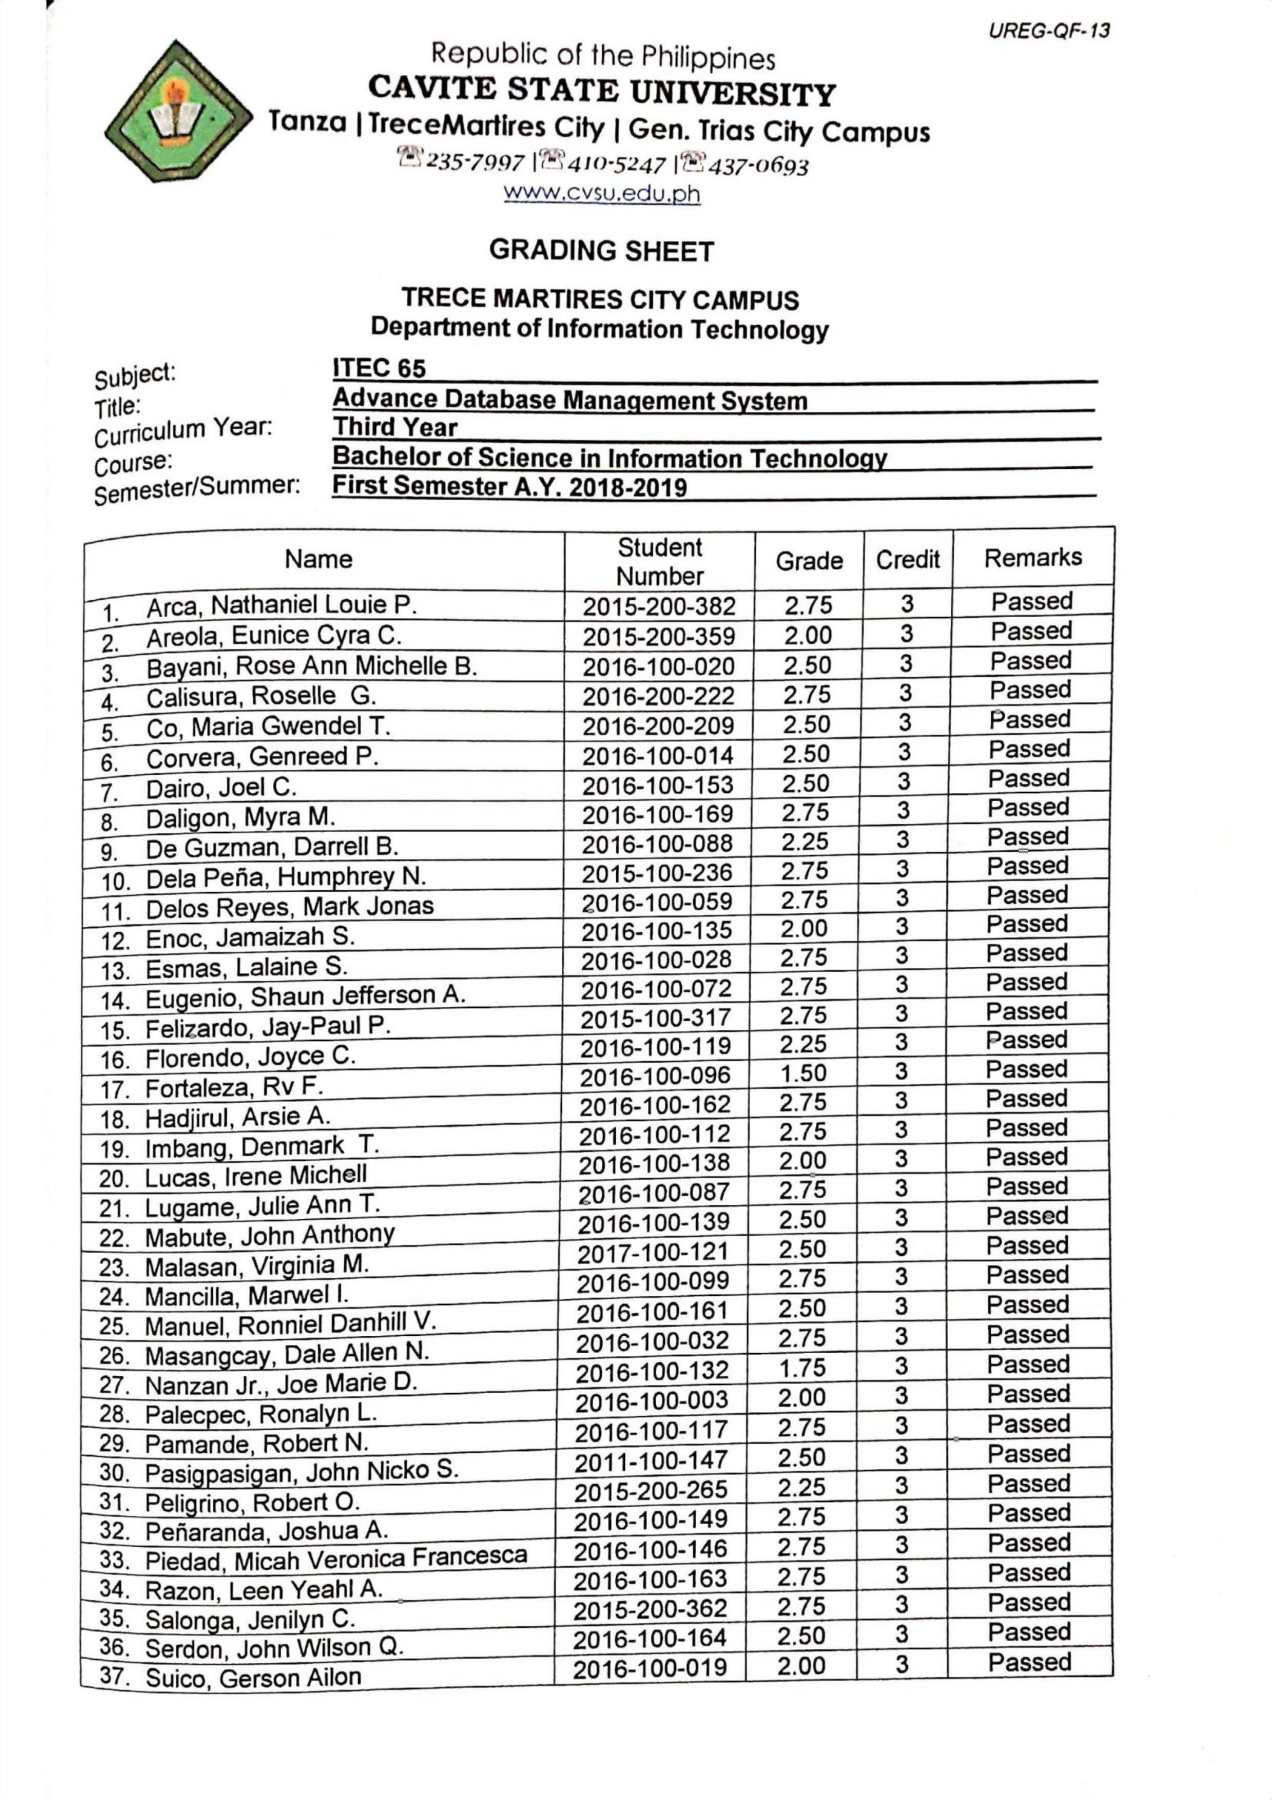 UREG-QF-13
Republic of the Philippines
CAVITE STATE UNIVERSITY
Tanza | TreceMartires City | Gen. Trias City Campus
☎235-7997 |☎410-5247 |☎437-0693
www.cvsu.edu.ph
GRADING SHEET
TRECE MARTIRES CITY CAMPUS
Department of Information Technology
Subject: ITEC 65
Title: Advance Database Management System
Curriculum Year: Third Year
Course: Bachelor of Science in Information Technology
Semester/Summer: First Semester A.Y. 2018-2019
Name Student Number Grade Credit Remarks
1. Arca, Nathaniel Louie P. 2015-200-382 2.75 3 Passed
2. Areola, Eunice Cyra C. 2015-200-359 2.00 3 Passed
3. Bayani, Rose Ann Michelle B. 2016-100-020 2.50 3 Passed
4. Calisura, Roselle G. 2016-200-222 2.75 3 Passed
5. Co, Maria Gwendel T. 2016-200-209 2.50 3 Passed
6. Corvera, Genreed P. 2016-100-014 2.50 3 Passed
7. Dairo, Joel C. 2016-100-153 2.50 3 Passed
8. Daligon, Myra M. 2016-100-169 2.75 3 Passed
9. De Guzman, Darrell B. 2016-100-088 2.25 3 Passed
10. Dela Peña, Humphrey N. 2015-100-236 2.75 3 Passed
11. Delos Reyes, Mark Jonas 2016-100-059 2.75 3 Passed
12. Enoc, Jamaizah S. 2016-100-135 2.00 3 Passed
13. Esmas, Lalaine S. 2016-100-028 2.75 3 Passed
14. Eugenio, Shaun Jefferson A. 2016-100-072 2.75 3 Passed
15. Felizardo, Jay-Paul P. 2015-100-317 2.75 3 Passed
16. Florendo, Joyce C. 2016-100-119 2.25 3 Passed
17. Fortaleza, Rv F. 2016-100-096 1.50 3 Passed
18. Hadjirul, Arsie A. 2016-100-162 2.75 3 Passed
19. Imbang, Denmark T. 2016-100-112 2.75 3 Passed
20. Lucas, Irene Michell 2016-100-138 2.00 3 Passed
21. Lugame, Julie Ann T. 2016-100-087 2.75 3 Passed
22. Mabute, John Anthony 2016-100-139 2.50 3 Passed
23. Malasan, Virginia M. 2017-100-121 2.50 3 Passed
24. Mancilla, Marwel I. 2016-100-099 2.75 3 Passed
25. Manuel, Ronniel Danhill V. 2016-100-161 2.50 3 Passed
26. Masangcay, Dale Allen N. 2016-100-032 2.75 3 Passed
27. Nanzan Jr., Joe Marie D. 2016-100-132 1.75 3 Passed
28. Palecpec, Ronalyn L. 2016-100-003 2.00 3 Passed
29. Pamande, Robert N. 2016-100-117 2.75 3 Passed
30. Pasigpasigan, John Nicko S. 2011-100-147 2.50 3 Passed
31. Peligrino, Robert O. 2015-200-265 2.25 3 Passed
32. Peñaranda, Joshua A. 2016-100-149 2.75 3 Passed
33. Piedad, Micah Veronica Francesca 2016-100-146 2.75 3 Passed
34. Razon, Leen Yeahl A. 2016-100-163 2.75 3 Passed
35. Salonga, Jenilyn C. 2015-200-362 2.75 3 Passed
36. Serdon, John Wilson Q. 2016-100-164 2.50 3 Passed
37. Suico, Gerson Ailon 2016-100-019 2.00 3 Passed